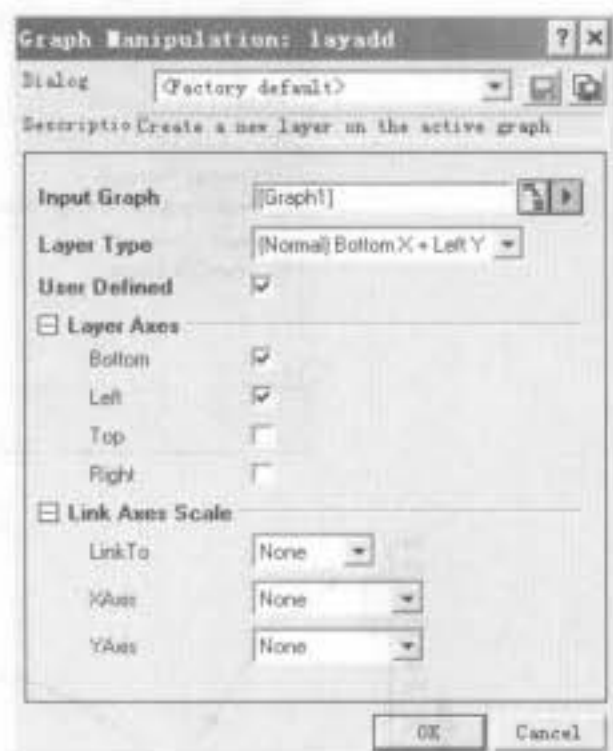 Graph Manipulation: layadd ? ×
Dialog <Factory default>
Descriptio Create a new layer on the active graph
Input Graph [Graph1]
Layer Type (Normal) Bottom X + Left Y
User Defined
Layer Axes
Bottom
Left
Top
Right
Link Axes Scale
LinkTo None
XAxis None
YAxis None
OK Cancel